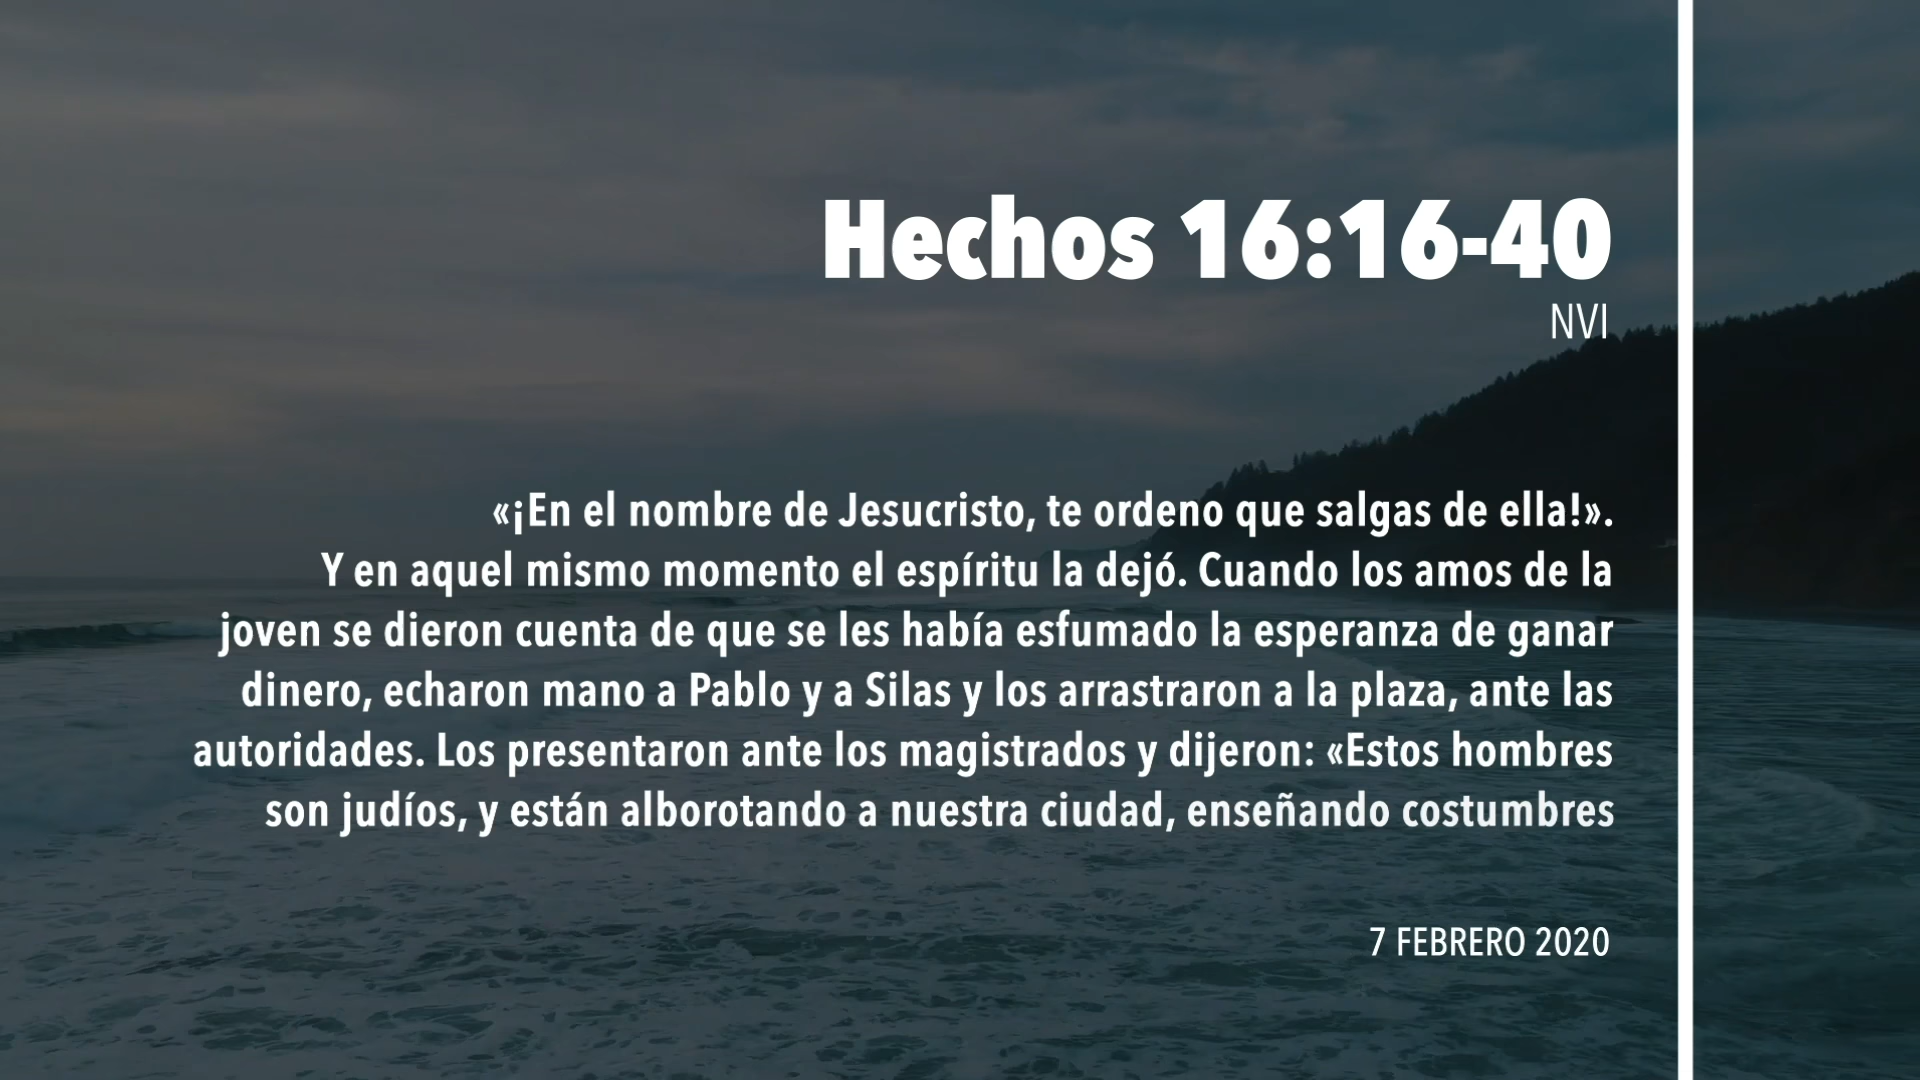 Hechos 16:16-40
NVI
«¡En el nombre de Jesucristo, te ordeno que salgas de ella!».
Y en aquel mismo momento el espíritu la dejó. Cuando los amos de la
joven se dieron cuenta de que se les había esfumado la esperanza de ganar
dinero, echaron mano a Pablo y a Silas y los arrastraron a la plaza, ante las
autoridades. Los presentaron ante los magistrados y dijeron: «Estos hombres
son judíos, y están alborotando a nuestra ciudad, enseñando costumbres
7 FEBRERO 2020